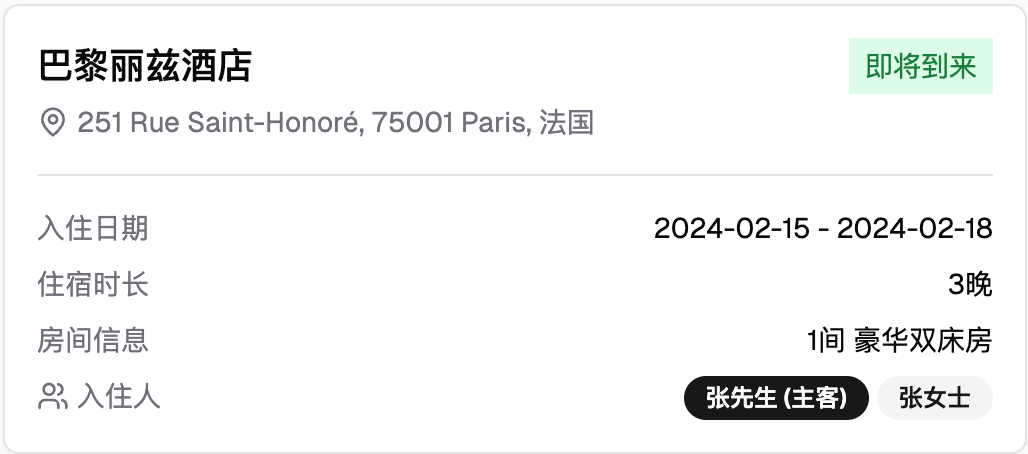 巴黎丽兹酒店
即将到来
251 Rue Saint-Honoré, 75001 Paris, 法国
入住日期 2024-02-15 - 2024-02-18
住宿时长 3晚
房间信息 1间 豪华双床房
入住人 张先生 (主客) 张女士